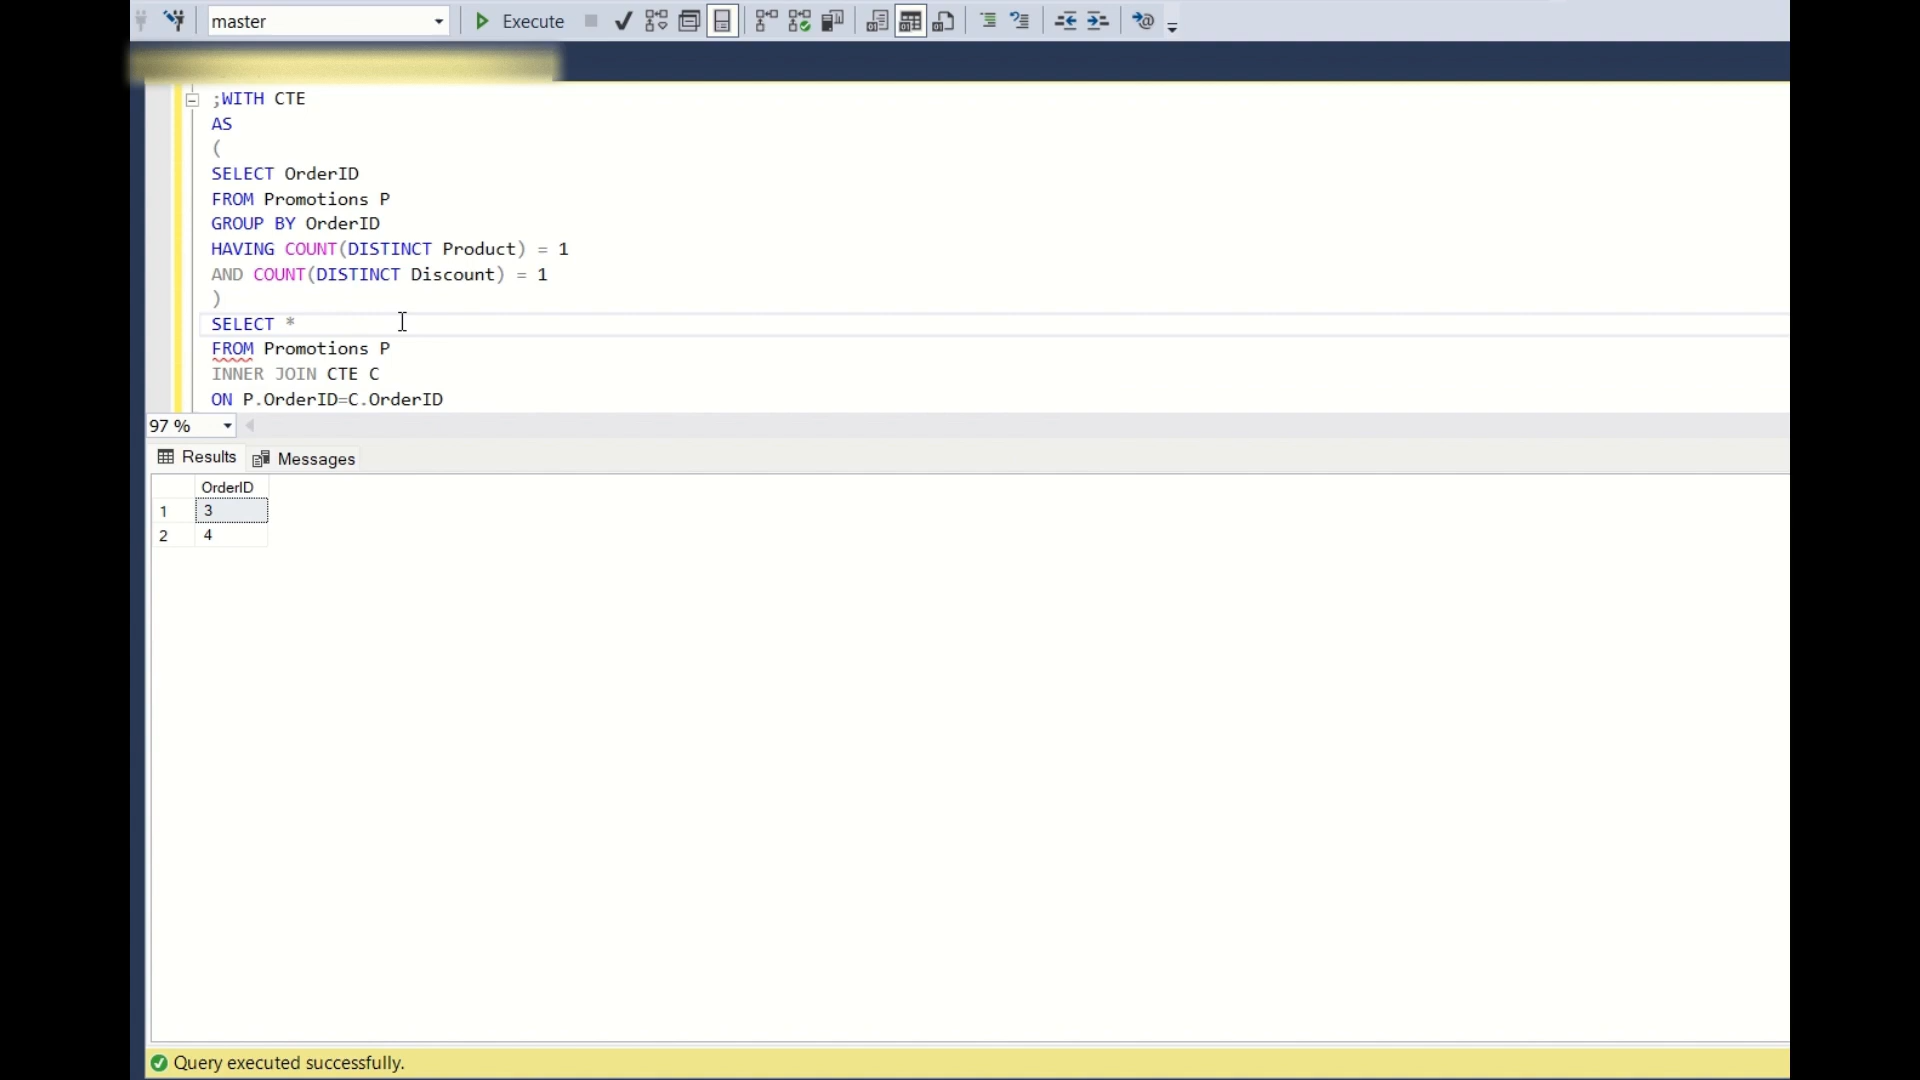 master Execute
;WITH CTE
AS
(
SELECT OrderID
FROM Promotions P
GROUP BY OrderID
HAVING COUNT(DISTINCT Product) = 1
AND COUNT(DISTINCT Discount) = 1
)
SELECT *
FROM Promotions P
INNER JOIN CTE C
ON P.OrderID=C.OrderID
97 %
Results Messages
OrderID
1 3
2 4
Query executed successfully.